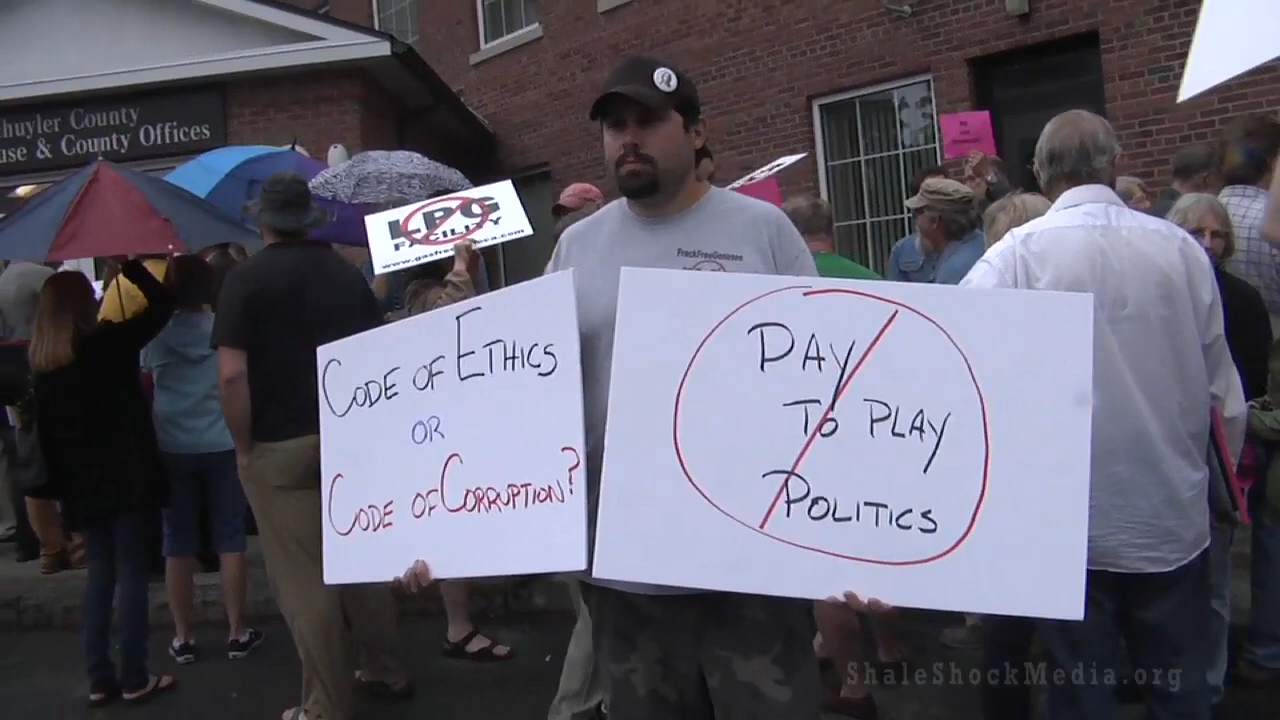 huyler County
use & County Offices
LPG
FACILITY
FrackFreeGenesee
CODE OF ETHICS
OR
CODE OF CORRUPTION?
PAY
TO PLAY
POLITICS
ShaleShockMedia.org